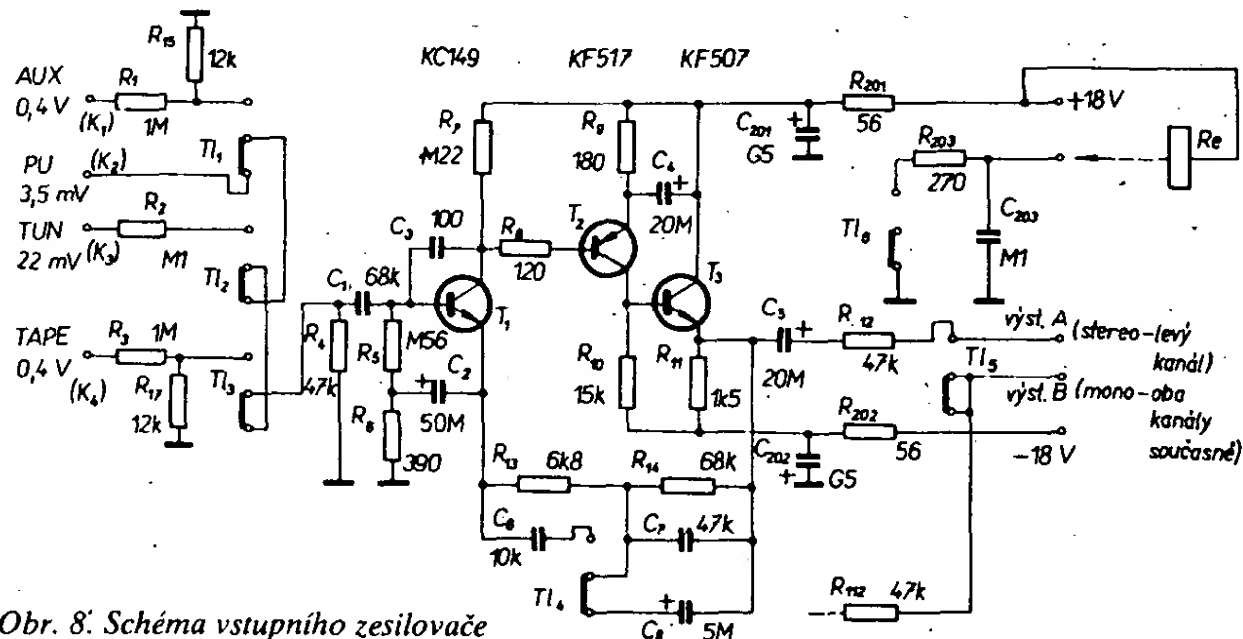 KC149
KF517
KF507
AUX
0,4 V
(K₁)
R₁
1M
R₁₅
12k
PU
3,5 mV
(K₂)
Tl₁
TUN
22 mV
(K₃)
R₂
M1
Tl₂
TAPE
0,4 V
(K₄)
R₃
1M
R₁₇
12k
Tl₃
R₄
47k
C₁
68k
R₅
M56
R₆
390
C₂
50M
C₃
100
R₇
M22
R₈
120
T₁
R₉
180
C₄
20M
T₂
T₃
R₁₀
15k
R₁₁
1k5
C₅
20M
R₁₂
47k
R₁₃
6k8
R₁₄
68k
C₆
10k
C₇
47k
Tl₄
C₈
5M
C₂₀₁
G5
R₂₀₁
56
+18V
R₂₀₃
270
C₂₀₃
M1
Re
Tl₆
Tl₅
výst. A (stereo-levý
kanál)
výst. B (mono-oba
kanály
současně)
C₂₀₂
G5
R₂₀₂
56
−18 V
R₁₁₂
47k
Obr. 8. Schéma vstupního zesilovače